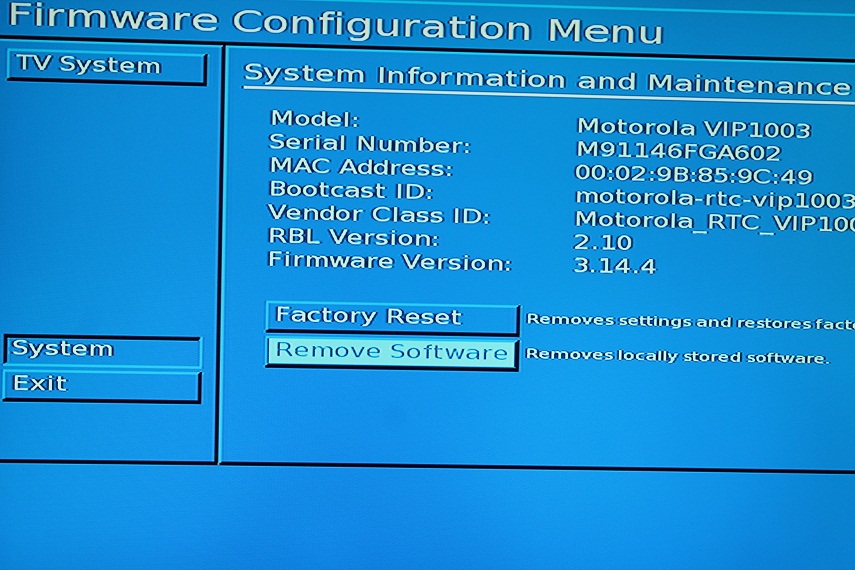 Firmware Configuration Menu
TV System
System Information and Maintenance
Model: Motorola VIP1003
Serial Number: M91146FGA602
MAC Address: 00:02:9B:85:9C:49
Bootcast ID: motorola-rtc-vip1003
Vendor Class ID: Motorola_RTC_VIP100
RBL Version: 2.10
Firmware Version: 3.14.4
Factory Reset Removes settings and restores
Remove Software Removes locally stored software.
System
Exit